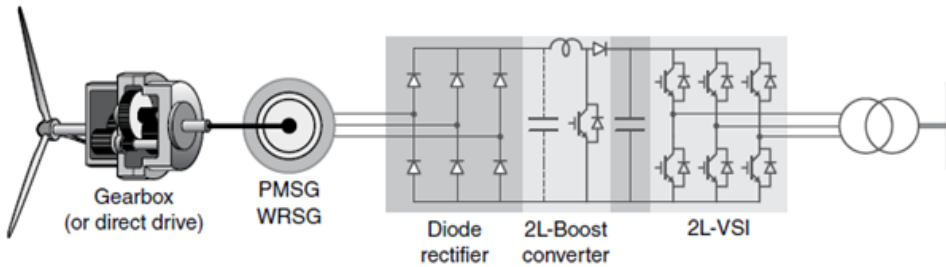 Gearbox
(or direct drive)
PMSG
WRSG
Diode
rectifier
2L-Boost
converter
2L-VSI